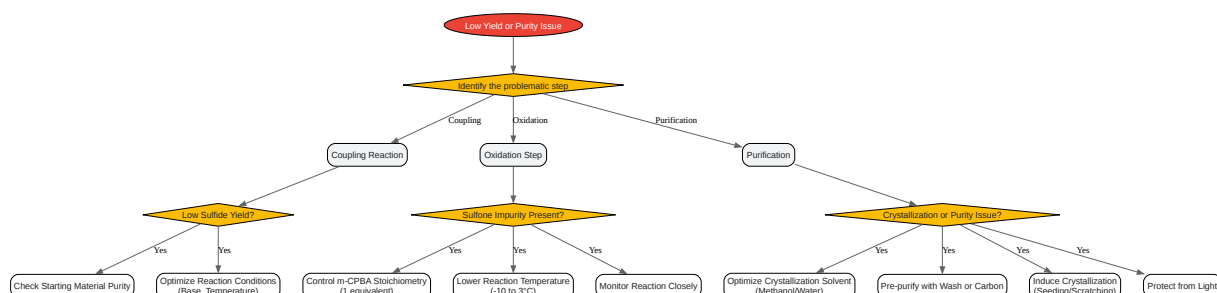 Low Yield or Purity Issue
Identify the problematic step
Coupling
Oxidation
Purification
Coupling Reaction
Oxidation Step
Purification
Low Sulfide Yield?
Sulfone Impurity Present?
Crystallization or Purity Issue?
Yes
Yes
Yes
Yes
Yes
Yes
Yes
Yes
Yes
Check Starting Material Purity
Optimize Reaction Conditions
(Base, Temperature)
Control m-CPBA Stoichiometry
(1 equivalent)
Lower Reaction Temperature
(-10 to 3°C)
Monitor Reaction Closely
Optimize Crystallization Solvent
(Methanol/Water)
Pre-purify with Wash or Carbon
Induce Crystallization
(Seeding/Scratching)
Protect from Light